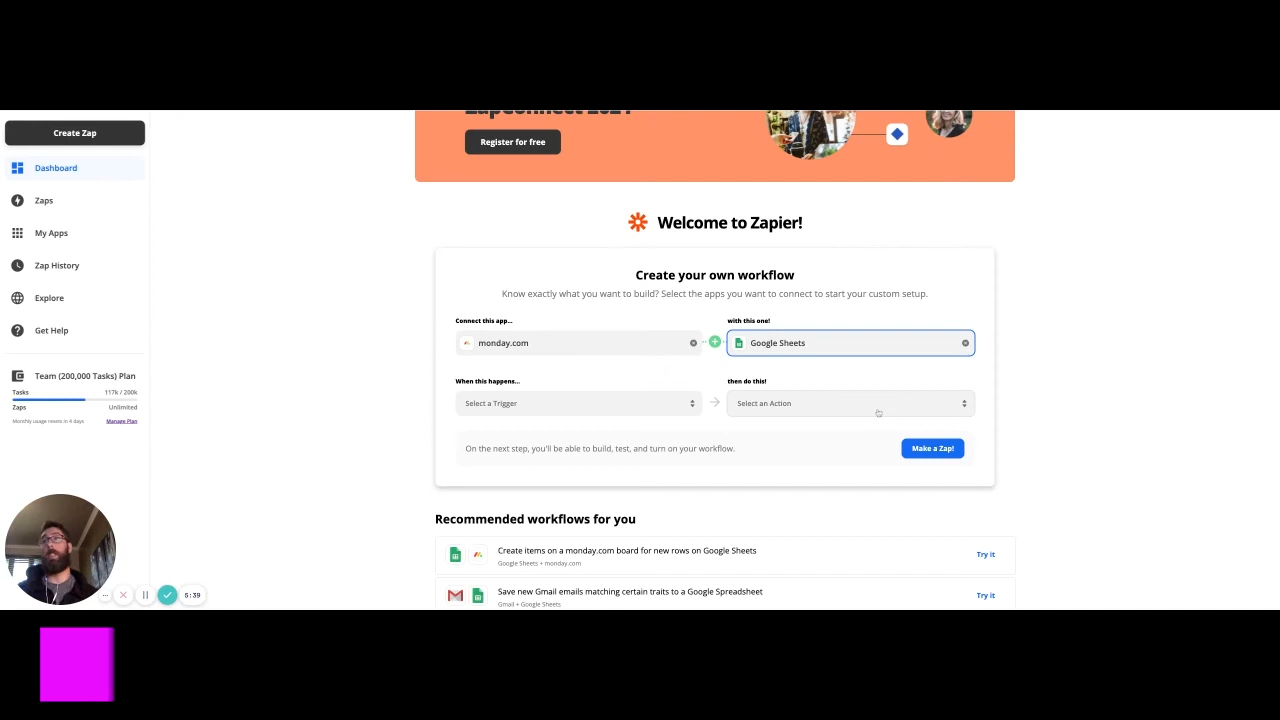 Create Zap
Dashboard
Zaps
My Apps
Zap History
Explore
Get Help
Team (200,000 Tasks) Plan
Tasks 117k / 200k
Zaps Unlimited
Monthly usage resets in 4 days Manage Plan
5:39
Register for free
Welcome to Zapier!
Create your own workflow
Know exactly what you want to build? Select the apps you want to connect to start your custom setup.
Connect this app... with this one!
monday.com Google Sheets
When this happens... then do this!
Select a Trigger Select an Action
On the next step, you'll be able to build, test, and turn on your workflow. Make a Zap!
Recommended workflows for you
Create items on a monday.com board for new rows on Google Sheets Try it
Google Sheets + monday.com
Save new Gmail emails matching certain traits to a Google Spreadsheet Try it
Gmail + Google Sheets